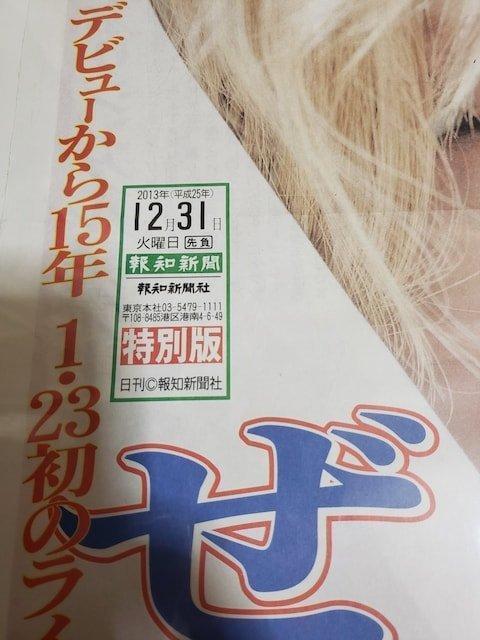 デビューから15年 1・23初のライ
2013年(平成25年)
12月31日
火曜日 先負
報知新聞
報知新聞社
東京本社03-5479-1111
〒108-8485港区港南4-6-49
特別版
日刊©報知新聞社
ぜ